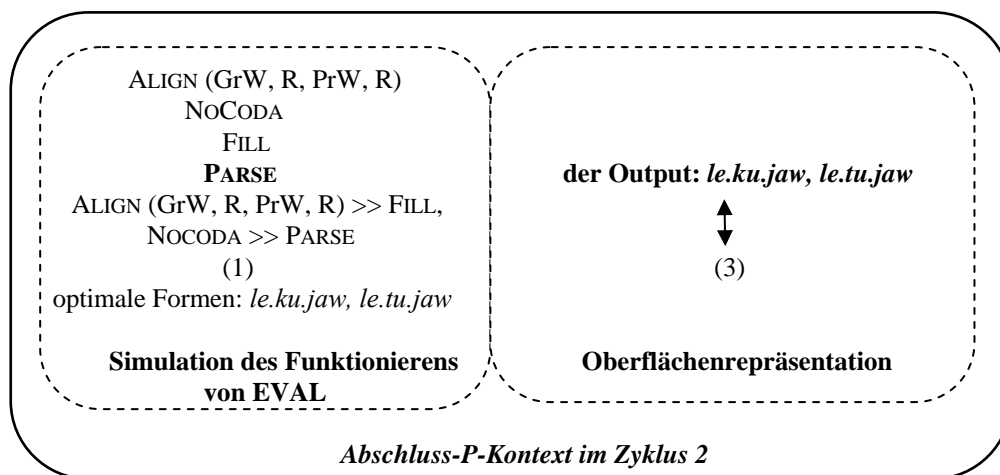 ALIGN (GrW, R, PrW, R)
NOCODA
FILL
PARSE
ALIGN (GrW, R, PrW, R) >> FILL,
NOCODA >> PARSE
(1)
optimale Formen: le.ku.jaw, le.tu.jaw
Simulation des Funktionierens
von EVAL
der Output: le.ku.jaw, le.tu.jaw
(3)
Oberflächenrepräsentation
Abschluss-P-Kontext im Zyklus 2